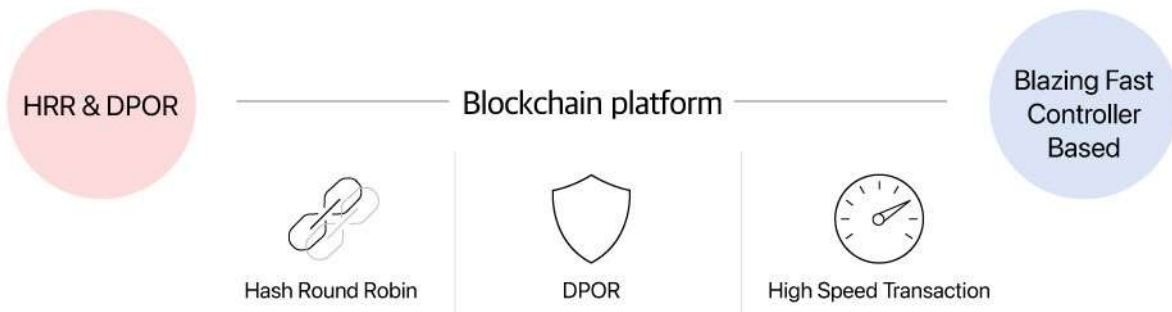 HRR & DPOR
Blockchain platform
Blazing Fast
Controller
Based
Hash Round Robin
DPOR
High Speed Transaction